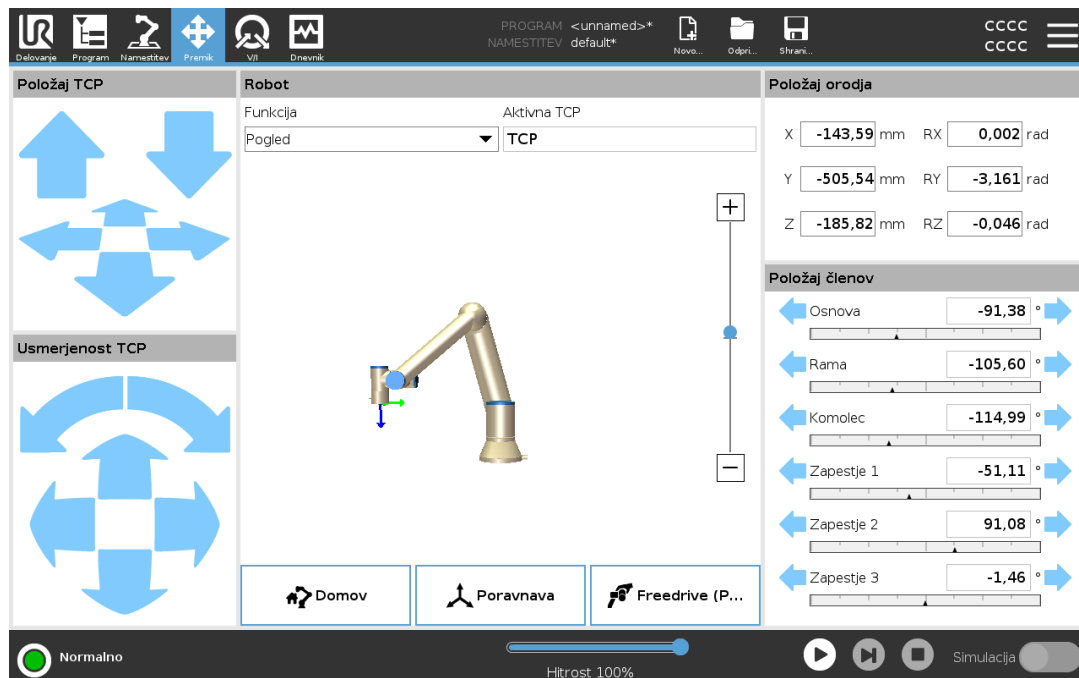 PROGRAM <unnamed>*
NAMESTITEV default*
CCCC
CCCC
Delovanje Program Namestitev Premik V/I Dnevnik Novo... Odpri... Shrani...
Položaj TCP
Robot
Položaj orodja
Funkcija
Aktivna TCP
Pogled
TCP
X -143,59 mm RX 0,002 rad
Y -505,54 mm RY -3,161 rad
Z -185,82 mm RZ -0,046 rad
Položaj členov
Osnova -91,38 °
Rama -105,60 °
Komolec -114,99 °
Zapestje 1 -51,11 °
Zapestje 2 91,08 °
Zapestje 3 -1,46 °
Usmerjenost TCP
Domov
Poravnava
Freedrive (P...
Normalno
Hitrost 100%
Simulacija